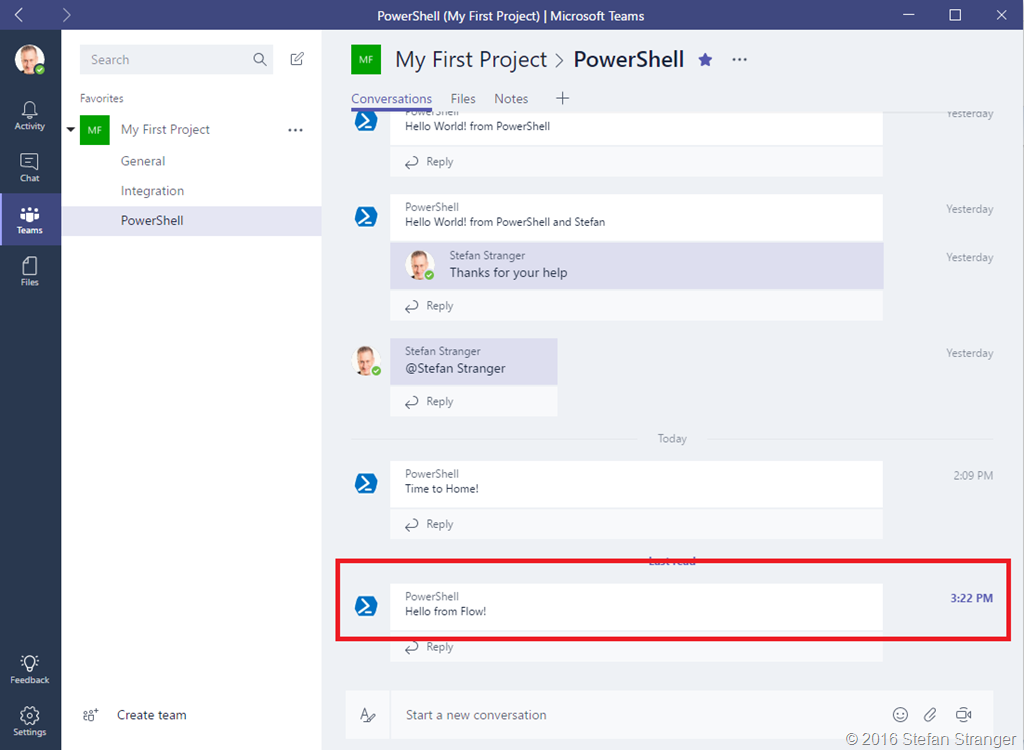 PowerShell (My First Project) | Microsoft Teams
Activity
Chat
Teams
Files
Feedback
Settings
Search
Favorites
MF My First Project ...
General
Integration
PowerShell
Create team
MF My First Project > PowerShell ...
Conversations Files Notes +
PowerShell Yesterday
Hello World! from PowerShell
Reply
PowerShell Yesterday
Hello World! from PowerShell and Stefan
Stefan Stranger Yesterday
Thanks for your help
Reply
Stefan Stranger Yesterday
@Stefan Stranger
Reply
Today
PowerShell 2:09 PM
Time to Home!
Reply
Last read
PowerShell 3:22 PM
Hello from Flow!
Reply
Start a new conversation
© 2016 Stefan Stranger